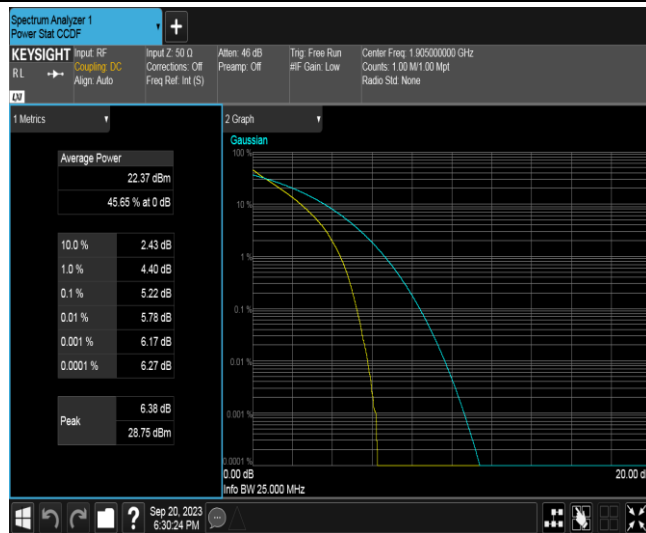 Spectrum Analyzer 1
Power Stat CCDF
+
KEYSIGHT
RL
Input: RF
Coupling: DC
Align: Auto
Input Z: 50 Ω
Corrections: Off
Freq Ref: Int (S)
Atten: 46 dB
Preamp: Off
Trig: Free Run
#IF Gain: Low
Center Freq: 1.905000000 GHz
Counts: 1.00 M/1.00 Mpt
Radio Std: None
1 Metrics
Average Power
22.37 dBm
45.65 % at 0 dB
10.0 % 2.43 dB
1.0 % 4.40 dB
0.1 % 5.22 dB
0.01 % 5.78 dB
0.001 % 6.17 dB
0.0001 % 6.27 dB
Peak
6.38 dB
28.75 dBm
2 Graph
Gaussian
100 %
10 %
1 %
0.1 %
0.01 %
0.001 %
0.0001 %
0.00 dB
20.00 d
Info BW 25.000 MHz
?
Sep 20, 2023
6:30:24 PM